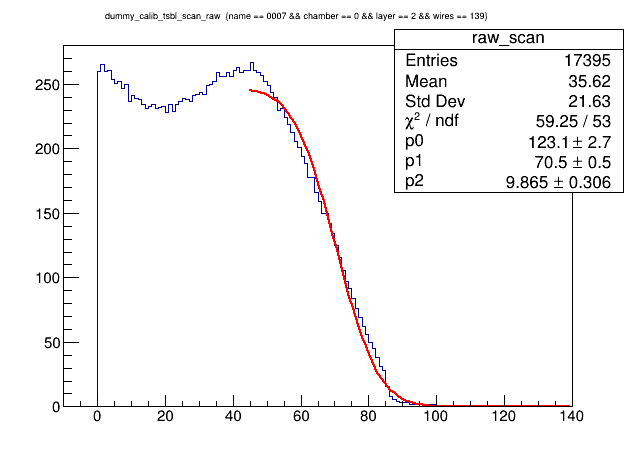 dummy_calib_tsbl_scan_raw (name == 0007 && chamber == 0 && layer == 2 && wires == 139)
raw_scan
Entries 17395
Mean 35.62
Std Dev 21.63
χ² / ndf 59.25 / 53
p0 123.1 ± 2.7
p1 70.5 ± 0.5
p2 9.865 ± 0.306
250
200
150
100
50
0
0 20 40 60 80 100 120 140